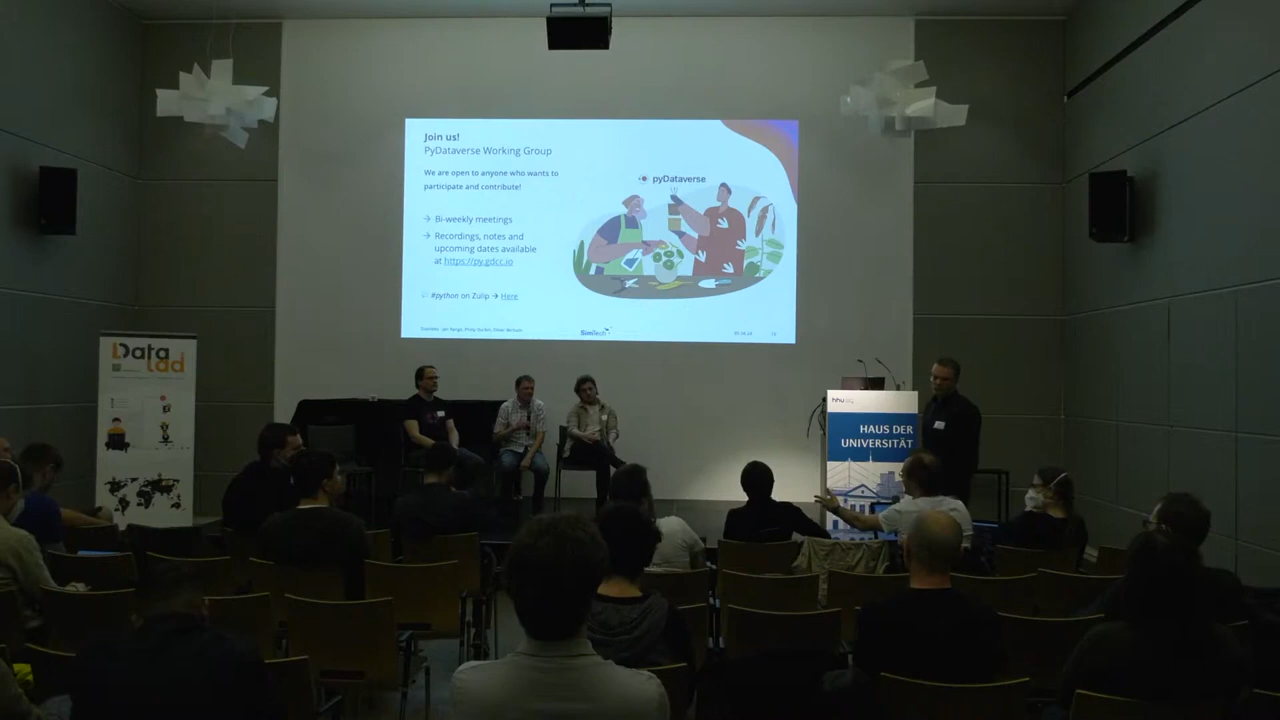 Join us!
PyDataverse Working Group
We are open to anyone who wants to
participate and contribute!
pyDataverse
→ Bi-weekly meetings
→ Recordings, notes and
upcoming dates available
at https://py.gdcc.io
#python on Zulip → Here
SimTech
Data
lad
hhu
HAUS DER
UNIVERSITÄT